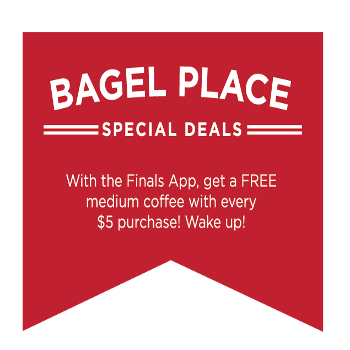 BAGEL PLACE
SPECIAL DEALS
With the Finals App, get a FREE
medium coffee with every
$5 purchase! Wake up!